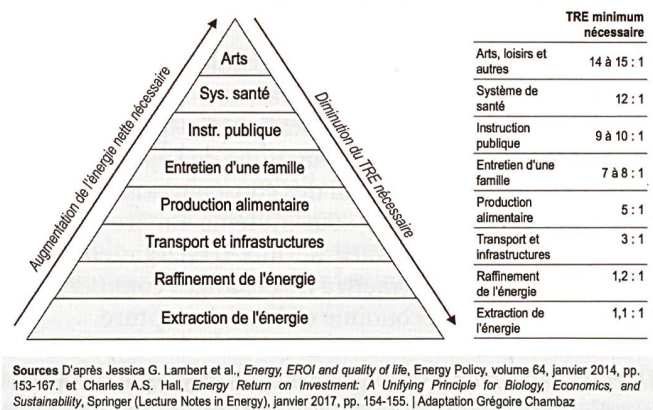 Arts
Sys. santé
Instr. publique
Entretien d'une famille
Production alimentaire
Transport et infrastructures
Raffinement de l'énergie
Extraction de l'énergie
Augmentation de l'énergie nette nécessaire
Diminution du TRE nécessaire
TRE minimum
nécessaire
Arts, loisirs et
autres
14 à 15 : 1
Système de
santé
12 : 1
Instruction
publique
9 à 10 : 1
Entretien d'une
famille
7 à 8 : 1
Production
alimentaire
5 : 1
Transport et
infrastructures
3 : 1
Raffinement
de l'énergie
1,2 : 1
Extraction de
l'énergie
1,1 : 1
Sources D'après Jessica G. Lambert et al., Energy, EROI and quality of life, Energy Policy, volume 64, janvier 2014, pp.
153-167. et Charles A.S. Hall, Energy Return on Investment: A Unifying Principle for Biology, Economics, and
Sustainability, Springer (Lecture Notes in Energy), janvier 2017, pp. 154-155. | Adaptation Grégoire Chambaz